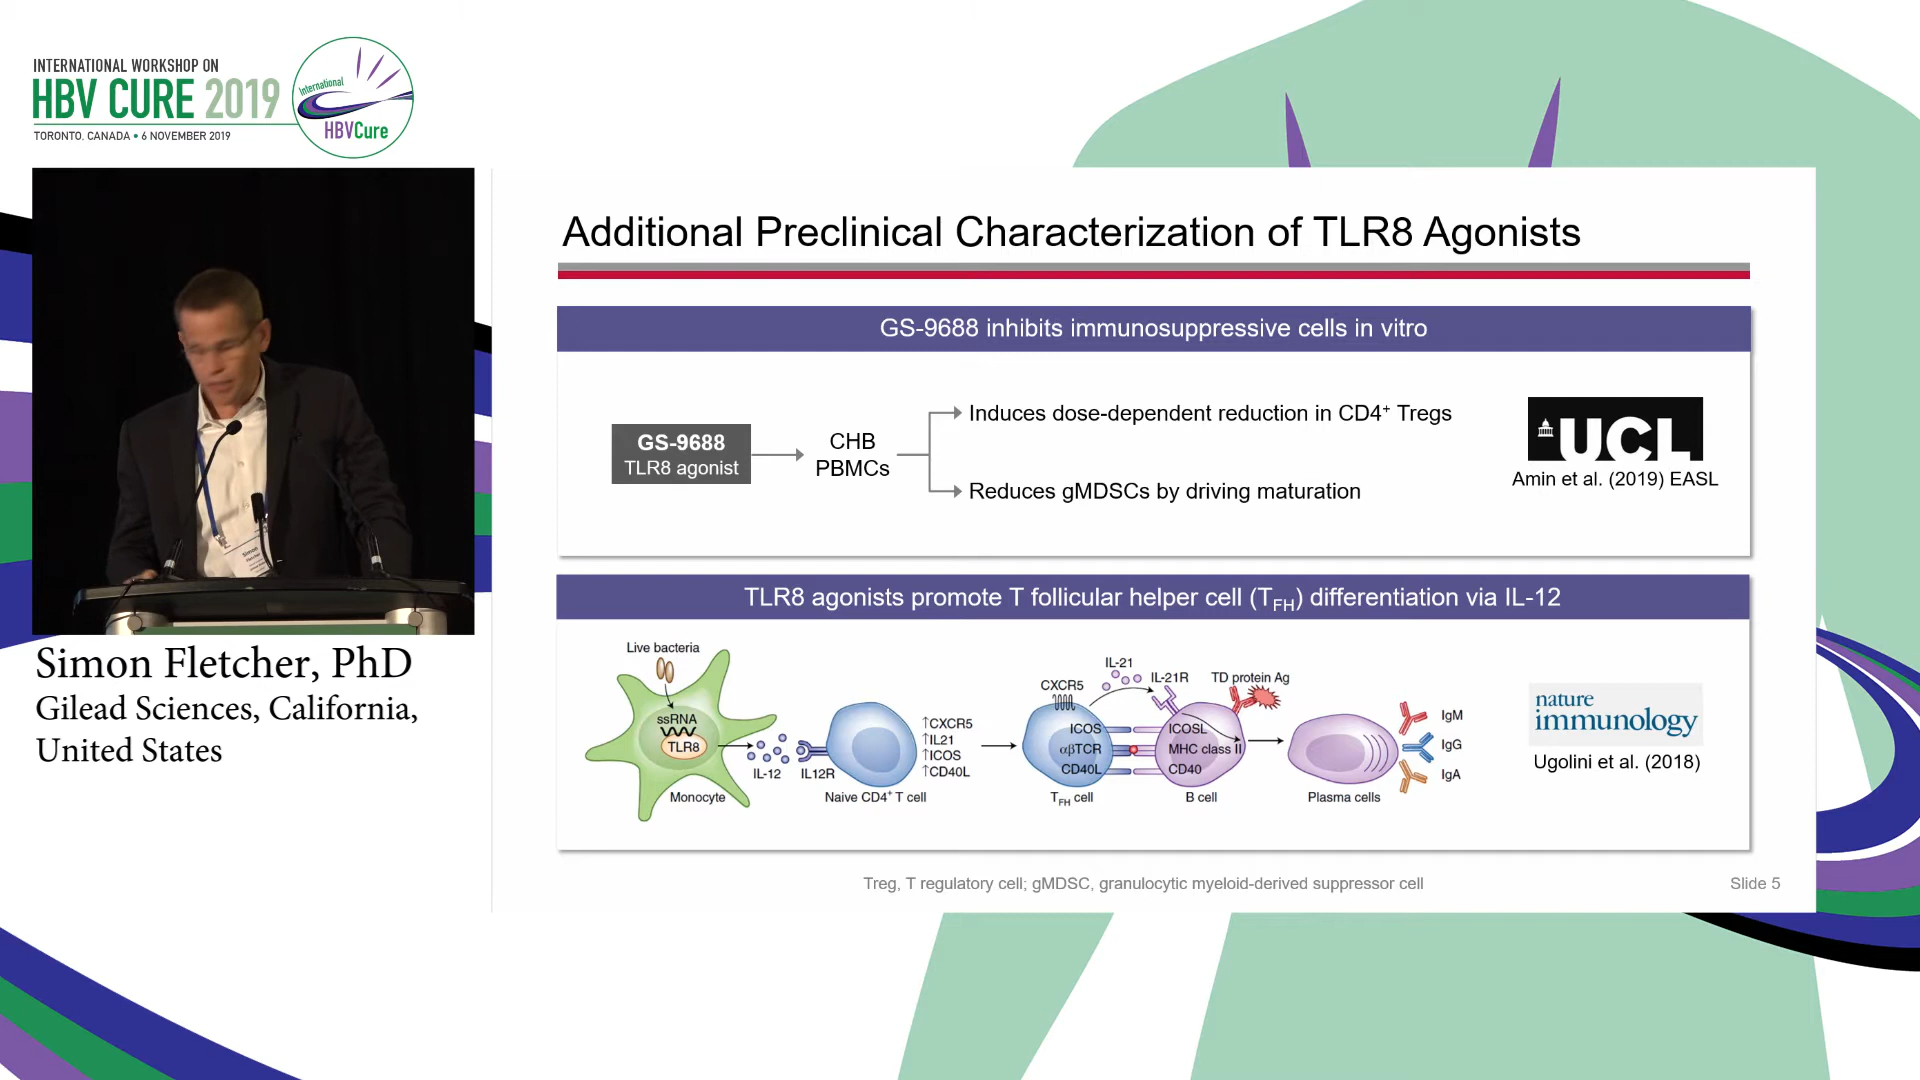 INTERNATIONAL WORKSHOP ON
HBV CURE 2019
TORONTO, CANADA • 6 NOVEMBER 2019
International
HBVCure
Simon
Fletcher
Simon Fletcher, PhD
Gilead Sciences, California,
United States
Additional Preclinical Characterization of TLR8 Agonists
GS-9688 inhibits immunosuppressive cells in vitro
GS-9688
TLR8 agonist
CHB
PBMCs
Induces dose-dependent reduction in CD4⁺ Tregs
Reduces gMDSCs by driving maturation
UCL
Amin et al. (2019) EASL
TLR8 agonists promote T follicular helper cell (T_FH) differentiation via IL-12
Live bacteria
ssRNA
TLR8
Monocyte
IL-12
IL12R
Naive CD4⁺ T cell
↑CXCR5
↑IL21
↑ICOS
↑CD40L
CXCR5
IL-21
IL-21R
TD protein Ag
ICOS
αβTCR
CD40L
T_FH cell
ICOSL
MHC class II
CD40
B cell
Plasma cells
IgM
IgG
IgA
nature
immunology
Ugolini et al. (2018)
Treg, T regulatory cell; gMDSC, granulocytic myeloid-derived suppressor cell
Slide 5